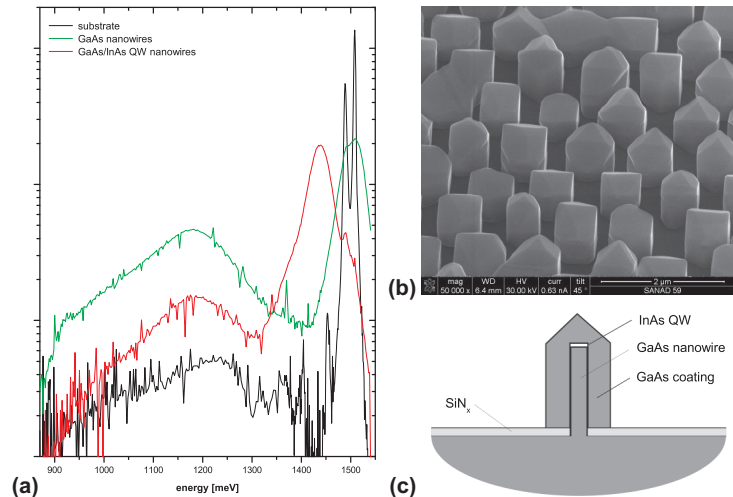 substrate
GaAs nanowires
GaAs/InAs QW nanowires
900 1000 1100 1200 1300 1400 1500
energy [meV]
(a)
(b)
mag WD HV curr tilt 2 µm
50 000 x 6.4 mm 30.00 kV 0.63 nA 45 ° SANAD 59
InAs QW
GaAs nanowire
GaAs coating
SiNx
(c)